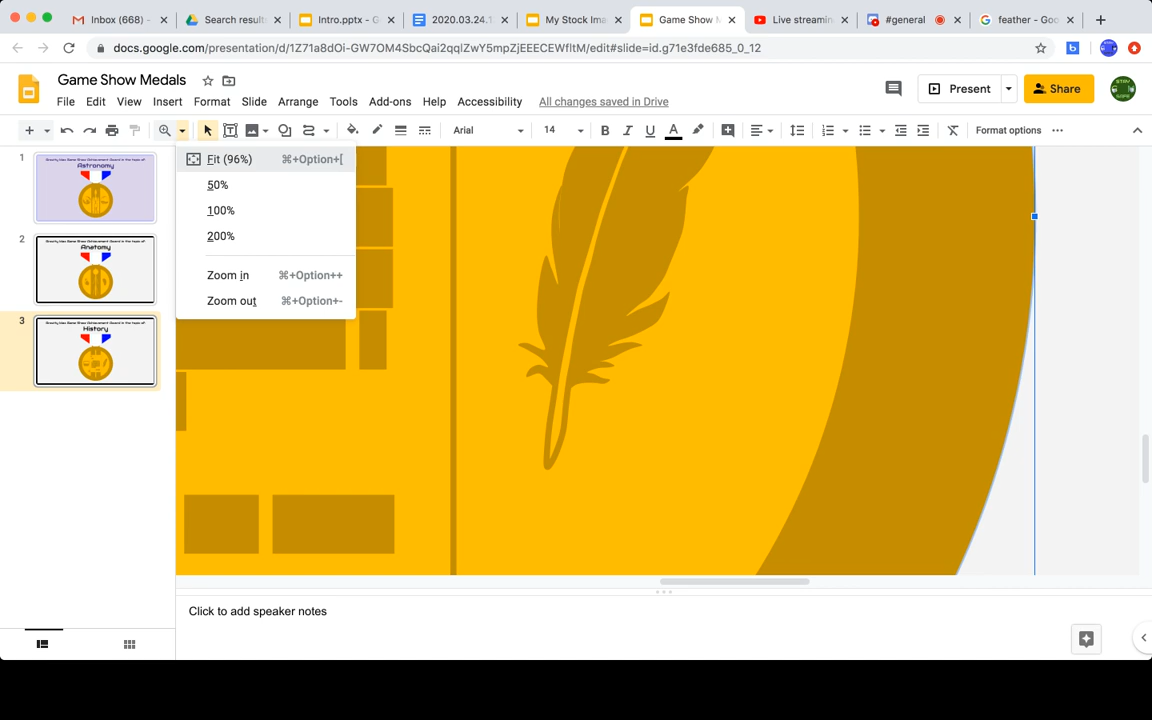 Inbox (668) -
Search result
Intro.pptx - G
2020.03.24.1
My Stock Ima
Game Show M
Live streamin
#general
feather - Goo
docs.google.com/presentation/d/1Z71a8dOi-GW7OM4SbcQai2qqlZwY5mpZjEEECEWfltM/edit#slide=id.g71e3fde685_0_12
Game Show Medals
File Edit View Insert Format Slide Arrange Tools Add-ons Help Accessibility All changes saved in Drive
Present
Share
Arial 14 B I U A Format options
Fit (96%) ⌘+Option+[
50%
100%
200%
Zoom in ⌘+Option++
Zoom out ⌘+Option+-
1
Astronomy
2
Anatomy
3
History
Click to add speaker notes